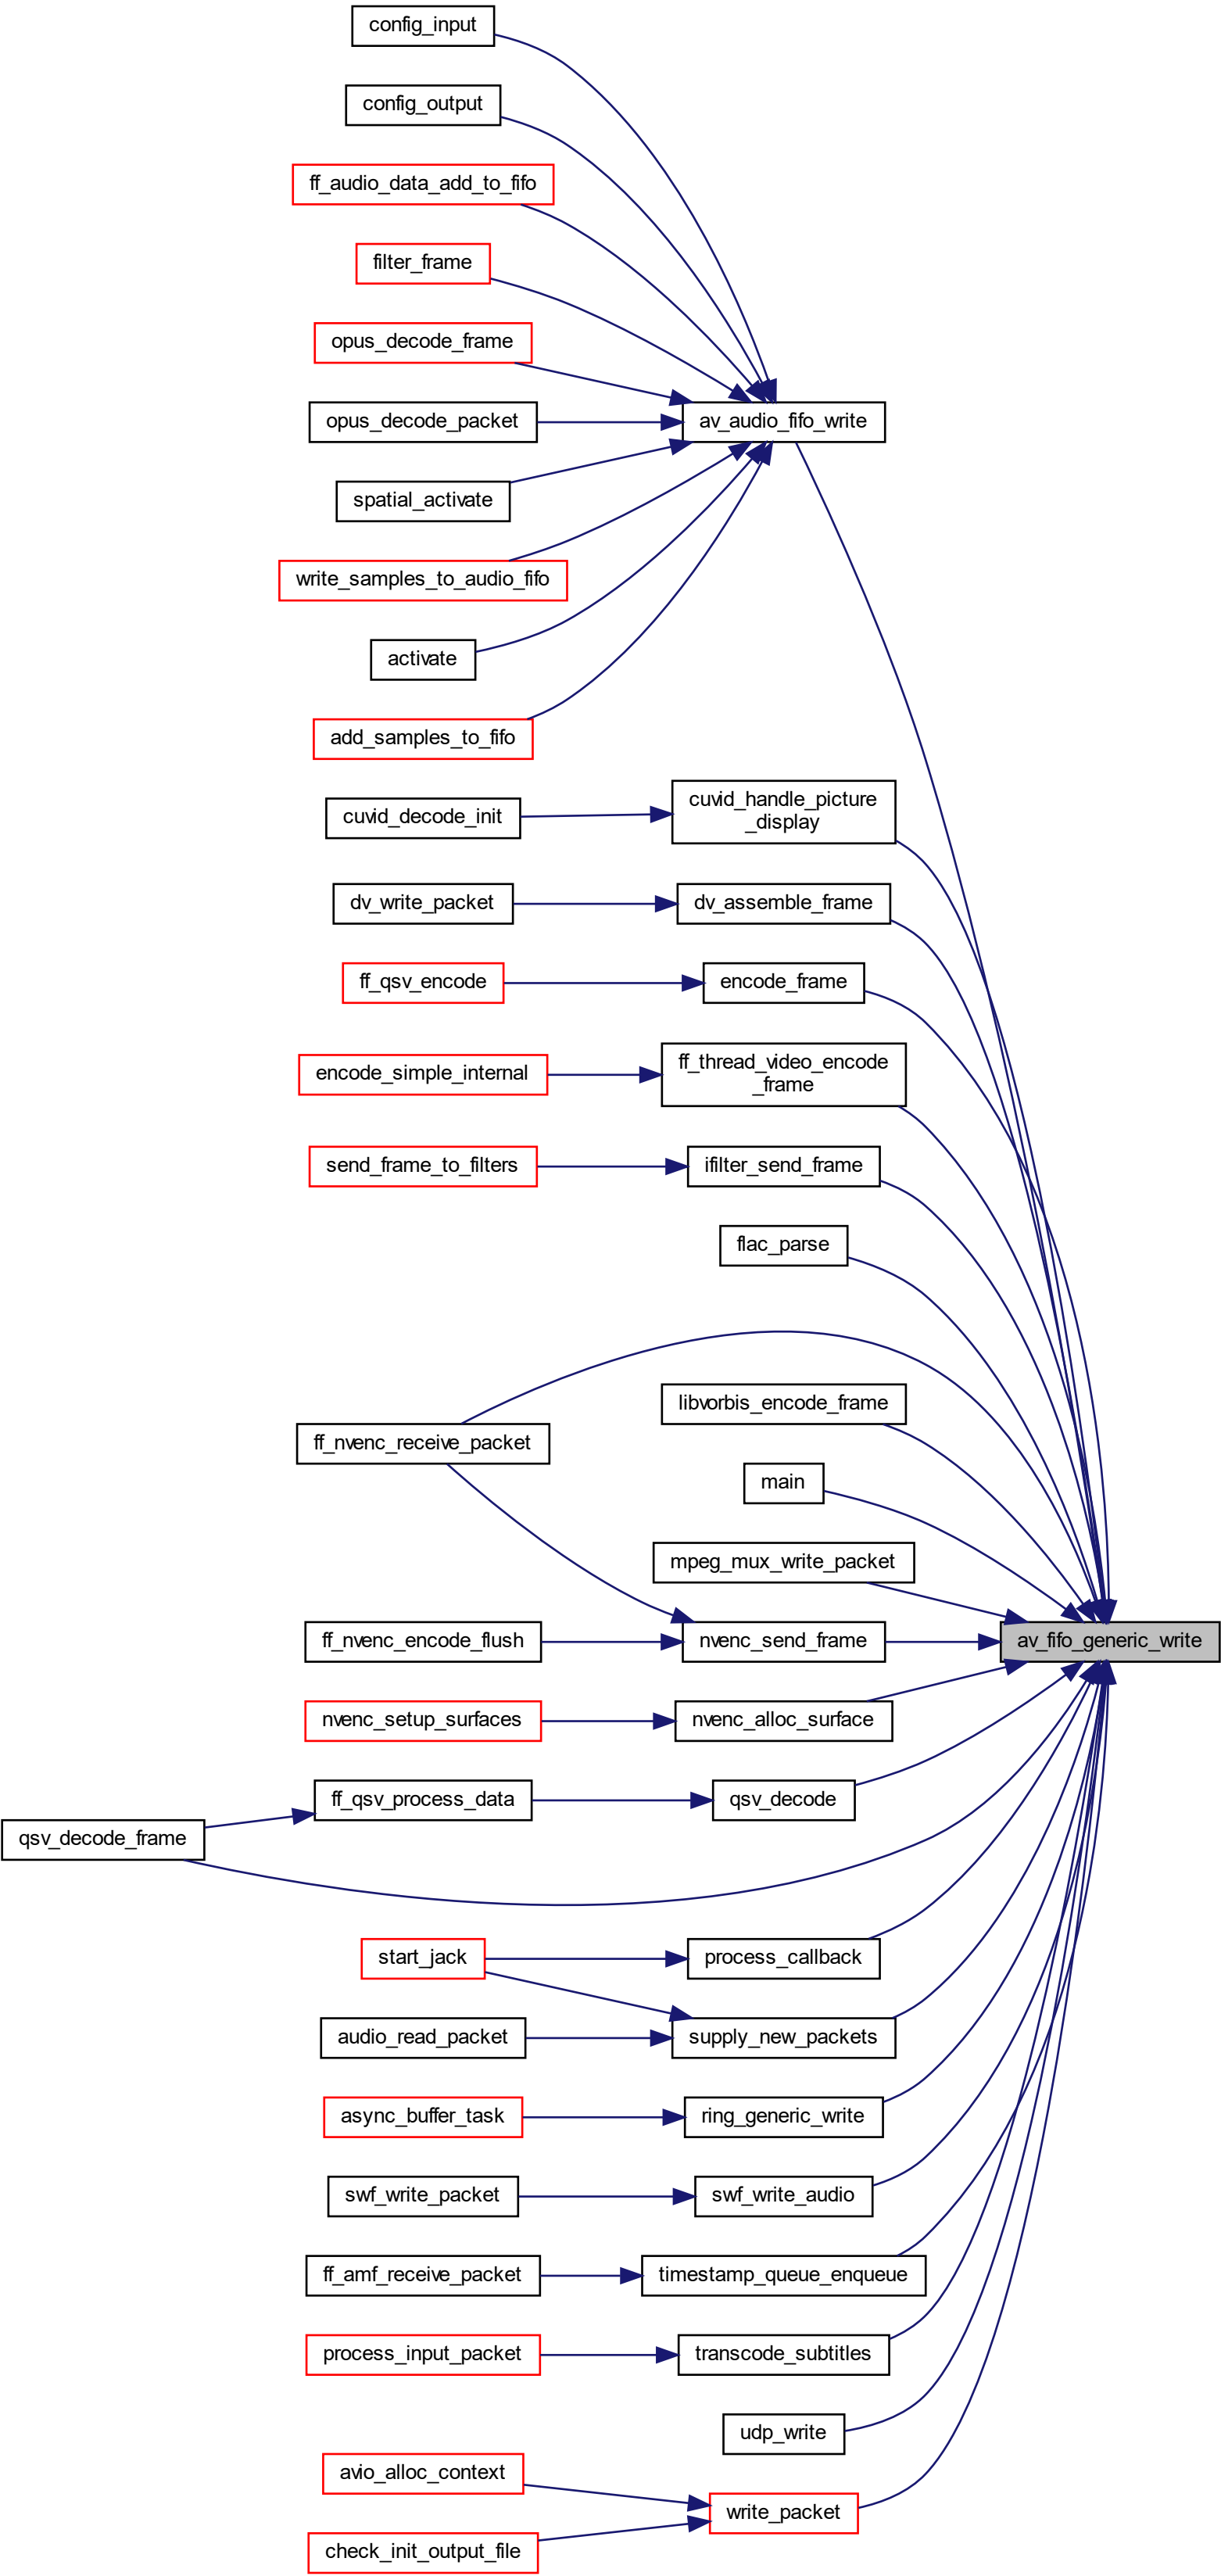 config_input
config_output
ff_audio_data_add_to_fifo
filter_frame
opus_decode_frame
opus_decode_packet
av_audio_fifo_write
spatial_activate
write_samples_to_audio_fifo
activate
add_samples_to_fifo
cuvid_decode_init
cuvid_handle_picture
_display
dv_write_packet
dv_assemble_frame
ff_qsv_encode
encode_frame
encode_simple_internal
ff_thread_video_encode
_frame
send_frame_to_filters
ifilter_send_frame
flac_parse
libvorbis_encode_frame
ff_nvenc_receive_packet
main
mpeg_mux_write_packet
ff_nvenc_encode_flush
nvenc_send_frame
av_fifo_generic_write
nvenc_setup_surfaces
nvenc_alloc_surface
ff_qsv_process_data
qsv_decode
qsv_decode_frame
start_jack
process_callback
audio_read_packet
supply_new_packets
async_buffer_task
ring_generic_write
swf_write_packet
swf_write_audio
ff_amf_receive_packet
timestamp_queue_enqueue
process_input_packet
transcode_subtitles
udp_write
avio_alloc_context
write_packet
check_init_output_file